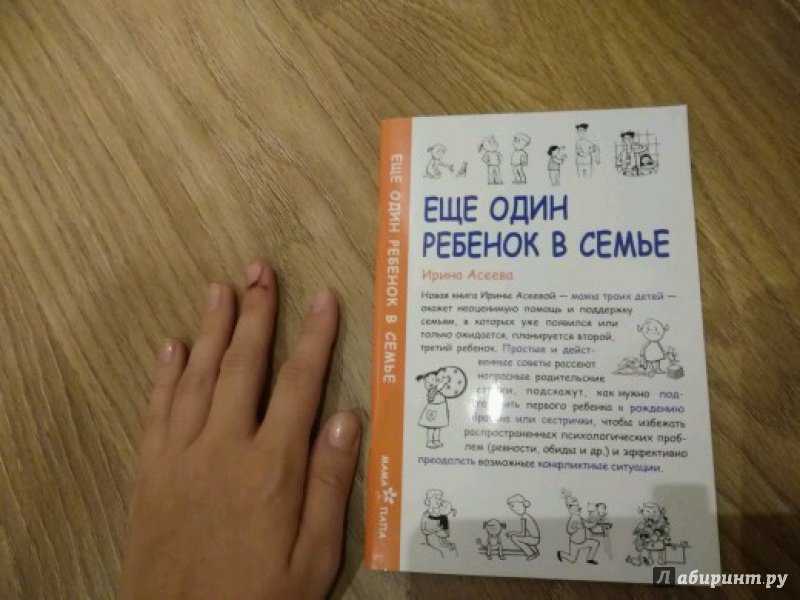 ЕЩЕ ОДИН РЕБЕНОК В СЕМЬЕ
МАМА ПАПА
ЕЩЕ ОДИН
РЕБЕНОК В СЕМЬЕ
Ирина Асеева
Новая книга Ирины Асеевой — мамы троих детей —
окажет неоценимую помощь и поддержку
семьям, в которых уже появился или
только ожидается, планируется второй,
третий ребенок. Простые и дейст-
венные советы рассеют
напрасные родительские
подскажут, как нужно под-
первого ребенка к рождению
или сестрички, чтобы избежать
распространенных психологических проб-
лем (ревности, обиды и др.) и эффективно
преодолеть возможные конфликтные ситуации.
Лабиринт.ру